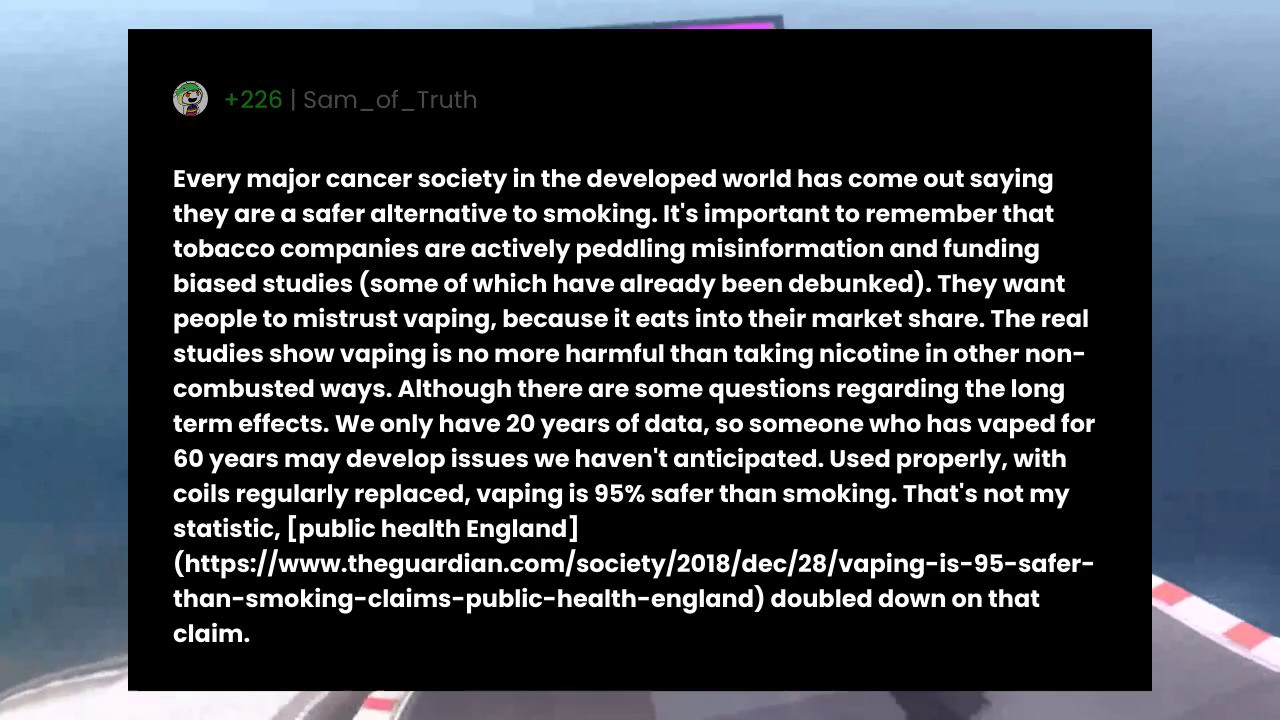 +226 | Sam_of_Truth
Every major cancer society in the developed world has come out saying
they are a safer alternative to smoking. It's important to remember that
tobacco companies are actively peddling misinformation and funding
biased studies (some of which have already been debunked). They want
people to mistrust vaping, because it eats into their market share. The real
studies show vaping is no more harmful than taking nicotine in other non-
combusted ways. Although there are some questions regarding the long
term effects. We only have 20 years of data, so someone who has vaped for
60 years may develop issues we haven't anticipated. Used properly, with
coils regularly replaced, vaping is 95% safer than smoking. That's not my
statistic, [public health England]
(https://www.theguardian.com/society/2018/dec/28/vaping-is-95-safer-
than-smoking-claims-public-health-england) doubled down on that
claim.